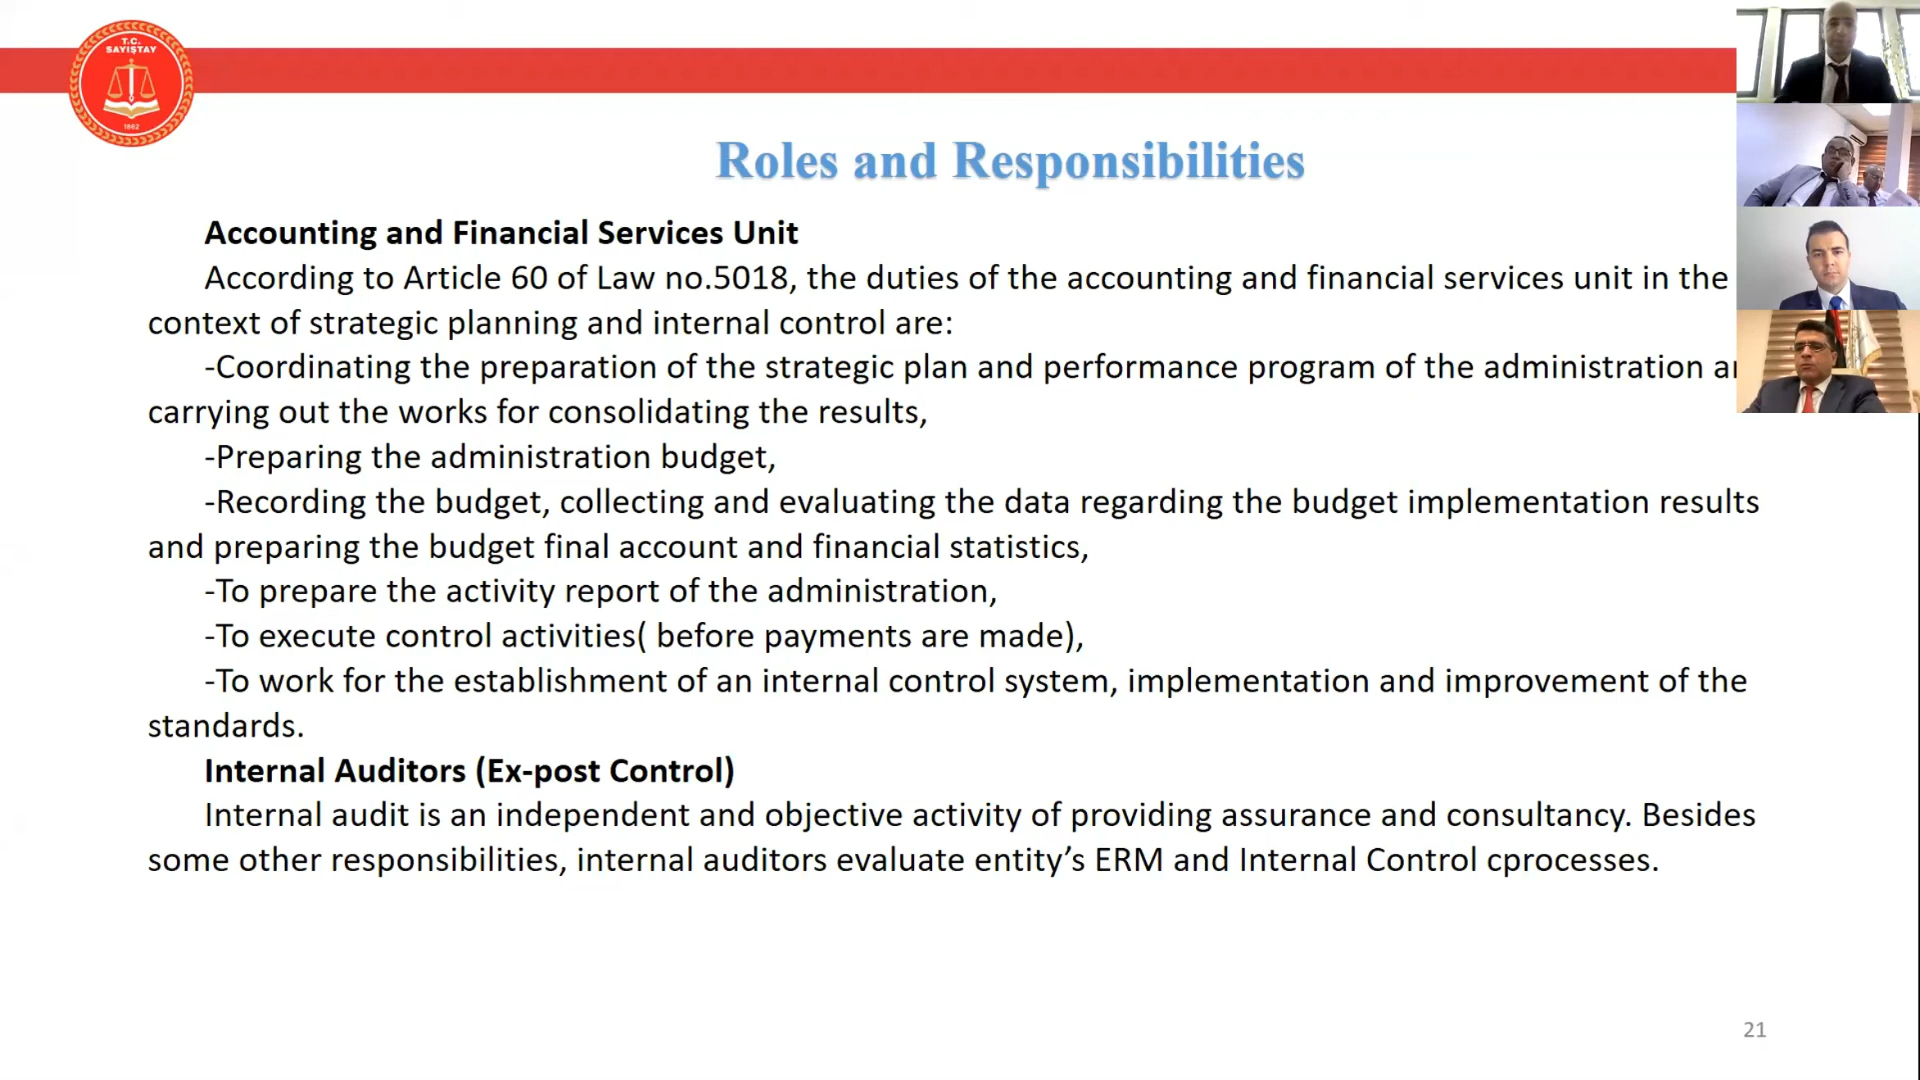 T.C.
SAYIŞTAY
1862
Roles and Responsibilities
Accounting and Financial Services Unit
According to Article 60 of Law no.5018, the duties of the accounting and financial services unit in the
context of strategic planning and internal control are:
-Coordinating the preparation of the strategic plan and performance program of the administration
carrying out the works for consolidating the results,
-Preparing the administration budget,
-Recording the budget, collecting and evaluating the data regarding the budget implementation results
and preparing the budget final account and financial statistics,
-To prepare the activity report of the administration,
-To execute control activities( before payments are made),
-To work for the establishment of an internal control system, implementation and improvement of the
standards.
Internal Auditors (Ex-post Control)
Internal audit is an independent and objective activity of providing assurance and consultancy. Besides
some other responsibilities, internal auditors evaluate entity’s ERM and Internal Control cprocesses.
21